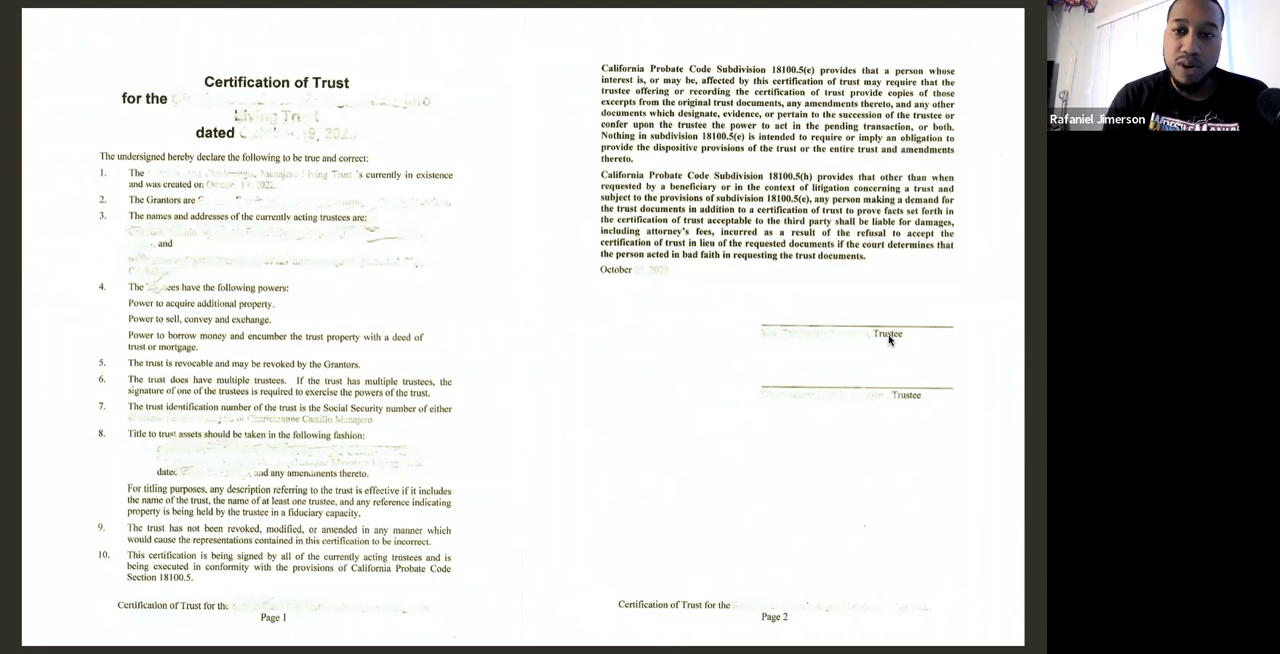 Certification of Trust
for the
Living Trust
dated
The undersigned hereby declare the following to be true and correct:
1. The Living Trust is currently in existence
and was created on
2. The Grantors are
3. The names and addresses of the currently acting trustees are:
, and
4. The have the following powers:
Power to acquire additional property.
Power to sell, convey and exchange.
Power to borrow money and encumber the trust property with a deed of
trust or mortgage.
5. The trust is revocable and may be revoked by the Grantors.
6. The trust does have multiple trustees. If the trust has multiple trustees, the
signature of one of the trustees is required to exercise the powers of the trust.
7. The trust identification number of the trust is the Social Security number of either
or
8. Title to trust assets should be taken in the following fashion:
dated , and any amendments thereto.
For titling purposes, any description referring to the trust is effective if it includes
the name of the trust, the name of at least one trustee, and any reference indicating
property is being held by the trustee in a fiduciary capacity.
9. The trust has not been revoked, modified, or amended in any manner which
would cause the representations contained in this certification to be incorrect.
10. This certification is being signed by all of the currently acting trustees and is
being executed in conformity with the provisions of California Probate Code
Section 18100.5.
Certification of Trust for the
Page 1
California Probate Code Subdivision 18100.5(e) provides that a person whose
interest is, or may be, affected by this certification of trust may require that the
trustee offering or recording the certification of trust provide copies of those
excerpts from the original trust documents, any amendments thereto, and any other
documents which designate, evidence, or pertain to the succession of the trustee or
confer upon the trustee the power to act in the pending transaction, or both.
Nothing in subdivision 18100.5(e) is intended to require or imply an obligation to
provide the dispositive provisions of the trust or the entire trust and amendments
thereto.
California Probate Code Subdivision 18100.5(h) provides that other than when
requested by a beneficiary or in the context of litigation concerning a trust and
subject to the provisions of subdivision 18100.5(e), any person making a demand for
the trust documents in addition to a certification of trust to prove facts set forth in
the certification of trust acceptable to the third party shall be liable for damages,
including attorney's fees, incurred as a result of the refusal to accept the
certification of trust in lieu of the requested documents if the court determines that
the person acted in bad faith in requesting the trust documents.
October
, Trustee
, Trustee
Certification of Trust for the
Page 2
Rafaniel Jimerson